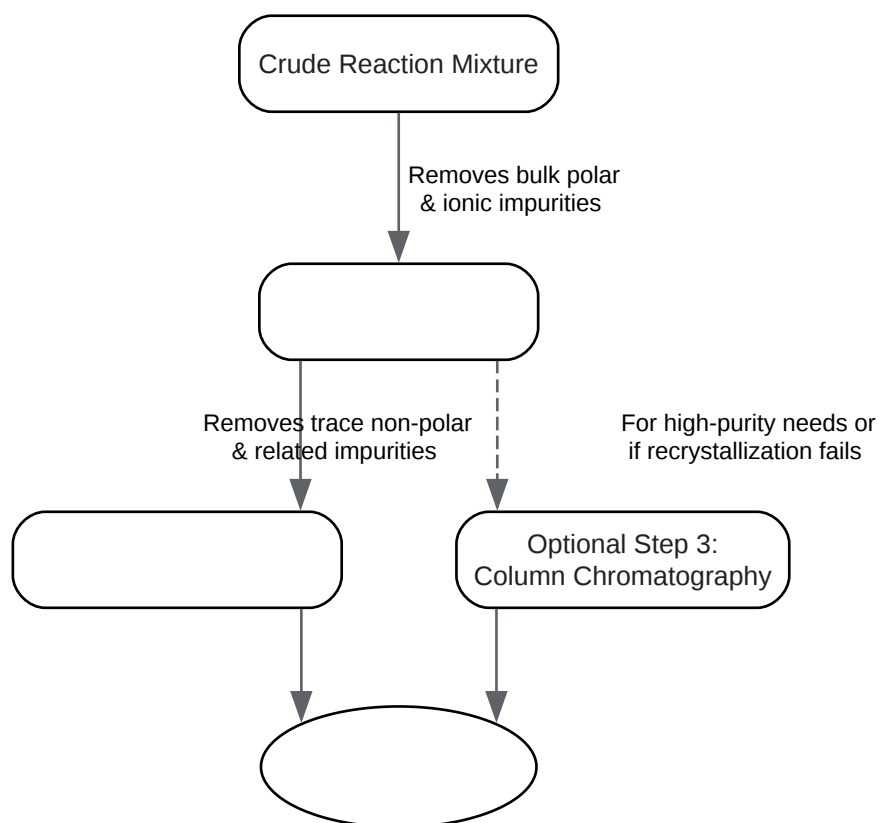 Crude Reaction Mixture
Removes bulk polar
& ionic impurities
Removes trace non-polar
& related impurities
For high-purity needs or
if recrystallization fails
Optional Step 3:
Column Chromatography